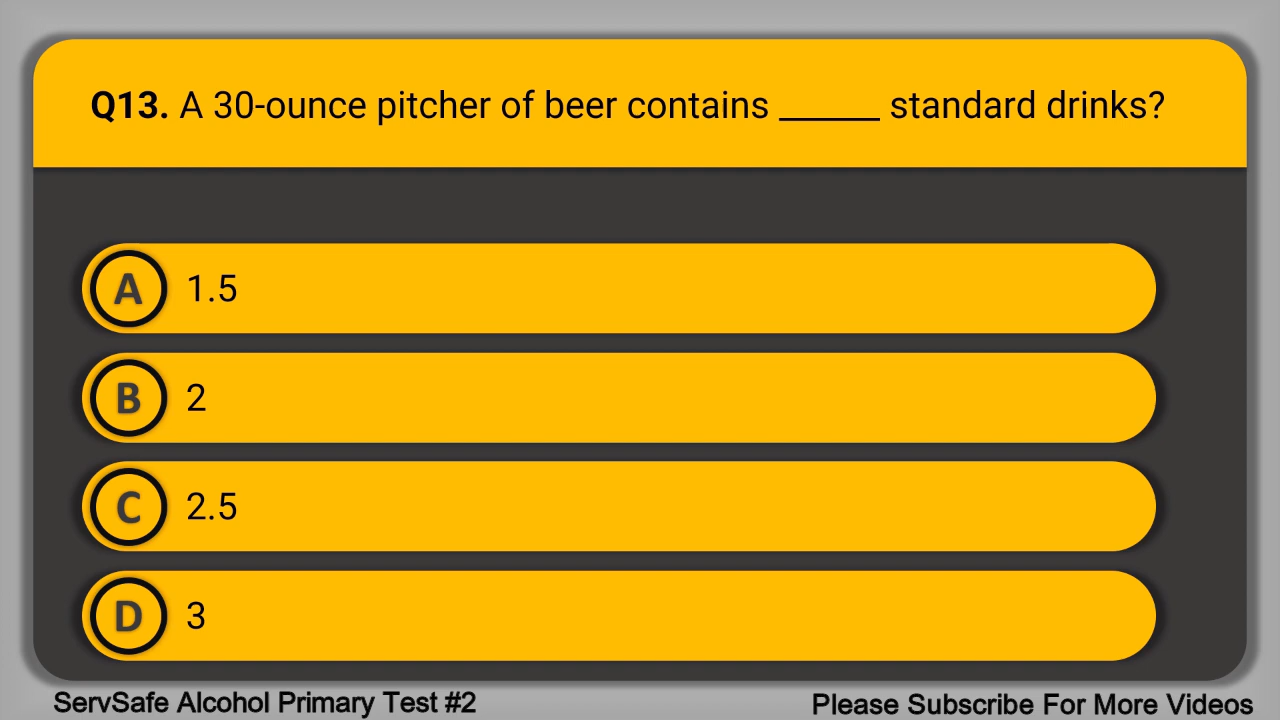 Q13. A 30-ounce pitcher of beer contains _____ standard drinks?
A 1.5
B 2
C 2.5
D 3
ServSafe Alcohol Primary Test #2
Please Subscribe For More Videos